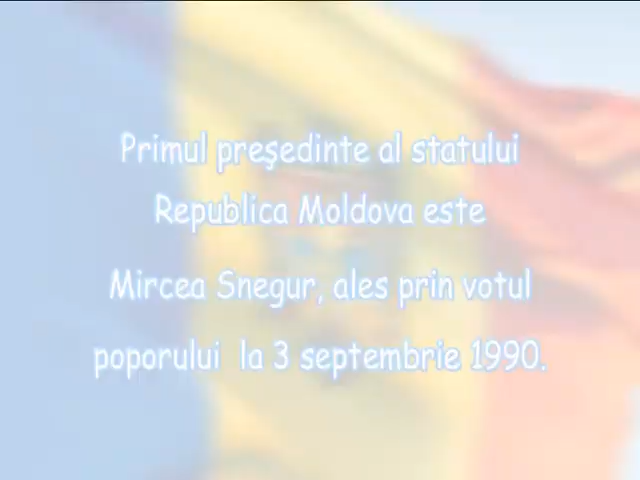 Primul preşedinte al statului
Republica Moldova este
Mircea Snegur, ales prin votul
poporului la 3 septembrie 1990.